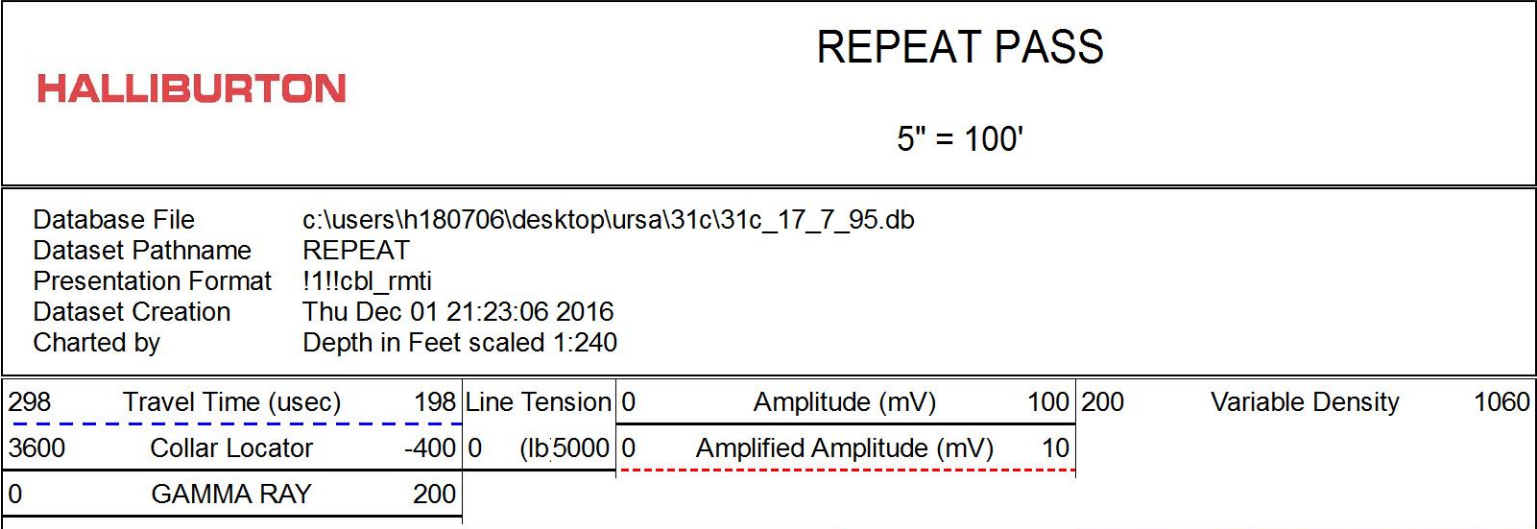 REPEAT PASS
HALLIBURTON
5" = 100'
Database File c:\users\h180706\desktop\ursa\31c\31c_17_7_95.db
Dataset Pathname REPEAT
Presentation Format !1!!cbl_rmti
Dataset Creation Thu Dec 01 21:23:06 2016
Charted by Depth in Feet scaled 1:240
298 Travel Time (usec) 198 Line Tension 0 Amplitude (mV) 100 200 Variable Density 1060
3600 Collar Locator -400 0 (lb 5000 0 Amplified Amplitude (mV) 10
0 GAMMA RAY 200